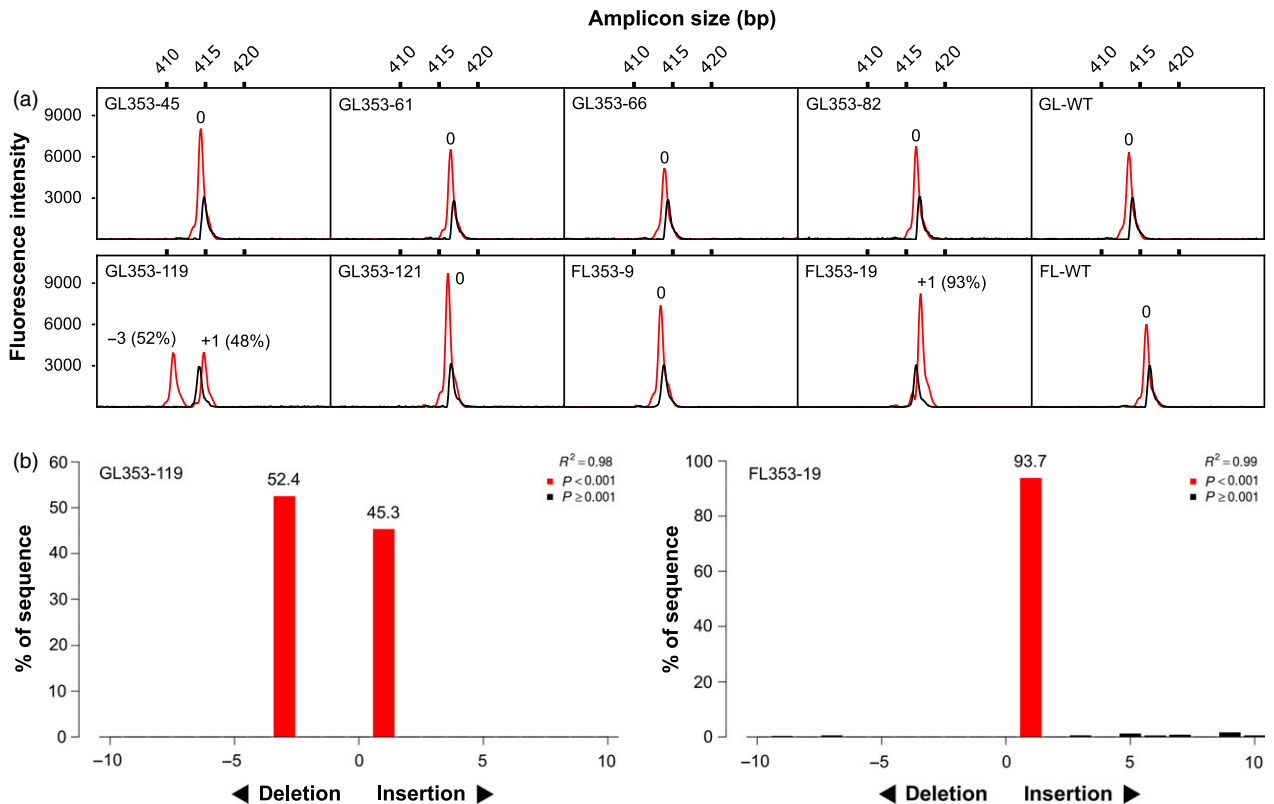 Amplicon size (bp)
410 415 420 410 415 420 410 415 420 410 415 420 410 415 420
(a)
Fluorescence intensity
GL353-45 GL353-61 GL353-66 GL353-82 GL-WT
9000
6000
3000
0 0 0 0 0
GL353-119 GL353-121 FL353-9 FL353-19 FL-WT
9000
6000
3000
−3 (52%) +1 (48%) 0 0 +1 (93%) 0
(b)
GL353-119
R² = 0.98
P < 0.001
P ≥ 0.001
% of sequence
60
50
40
30
20
10
0
52.4
45.3
−10 −5 0 5 10
◀ Deletion Insertion ▶
FL353-19
R² = 0.99
P < 0.001
P ≥ 0.001
% of sequence
100
80
60
40
20
0
93.7
−10 −5 0 5 10
◀ Deletion Insertion ▶